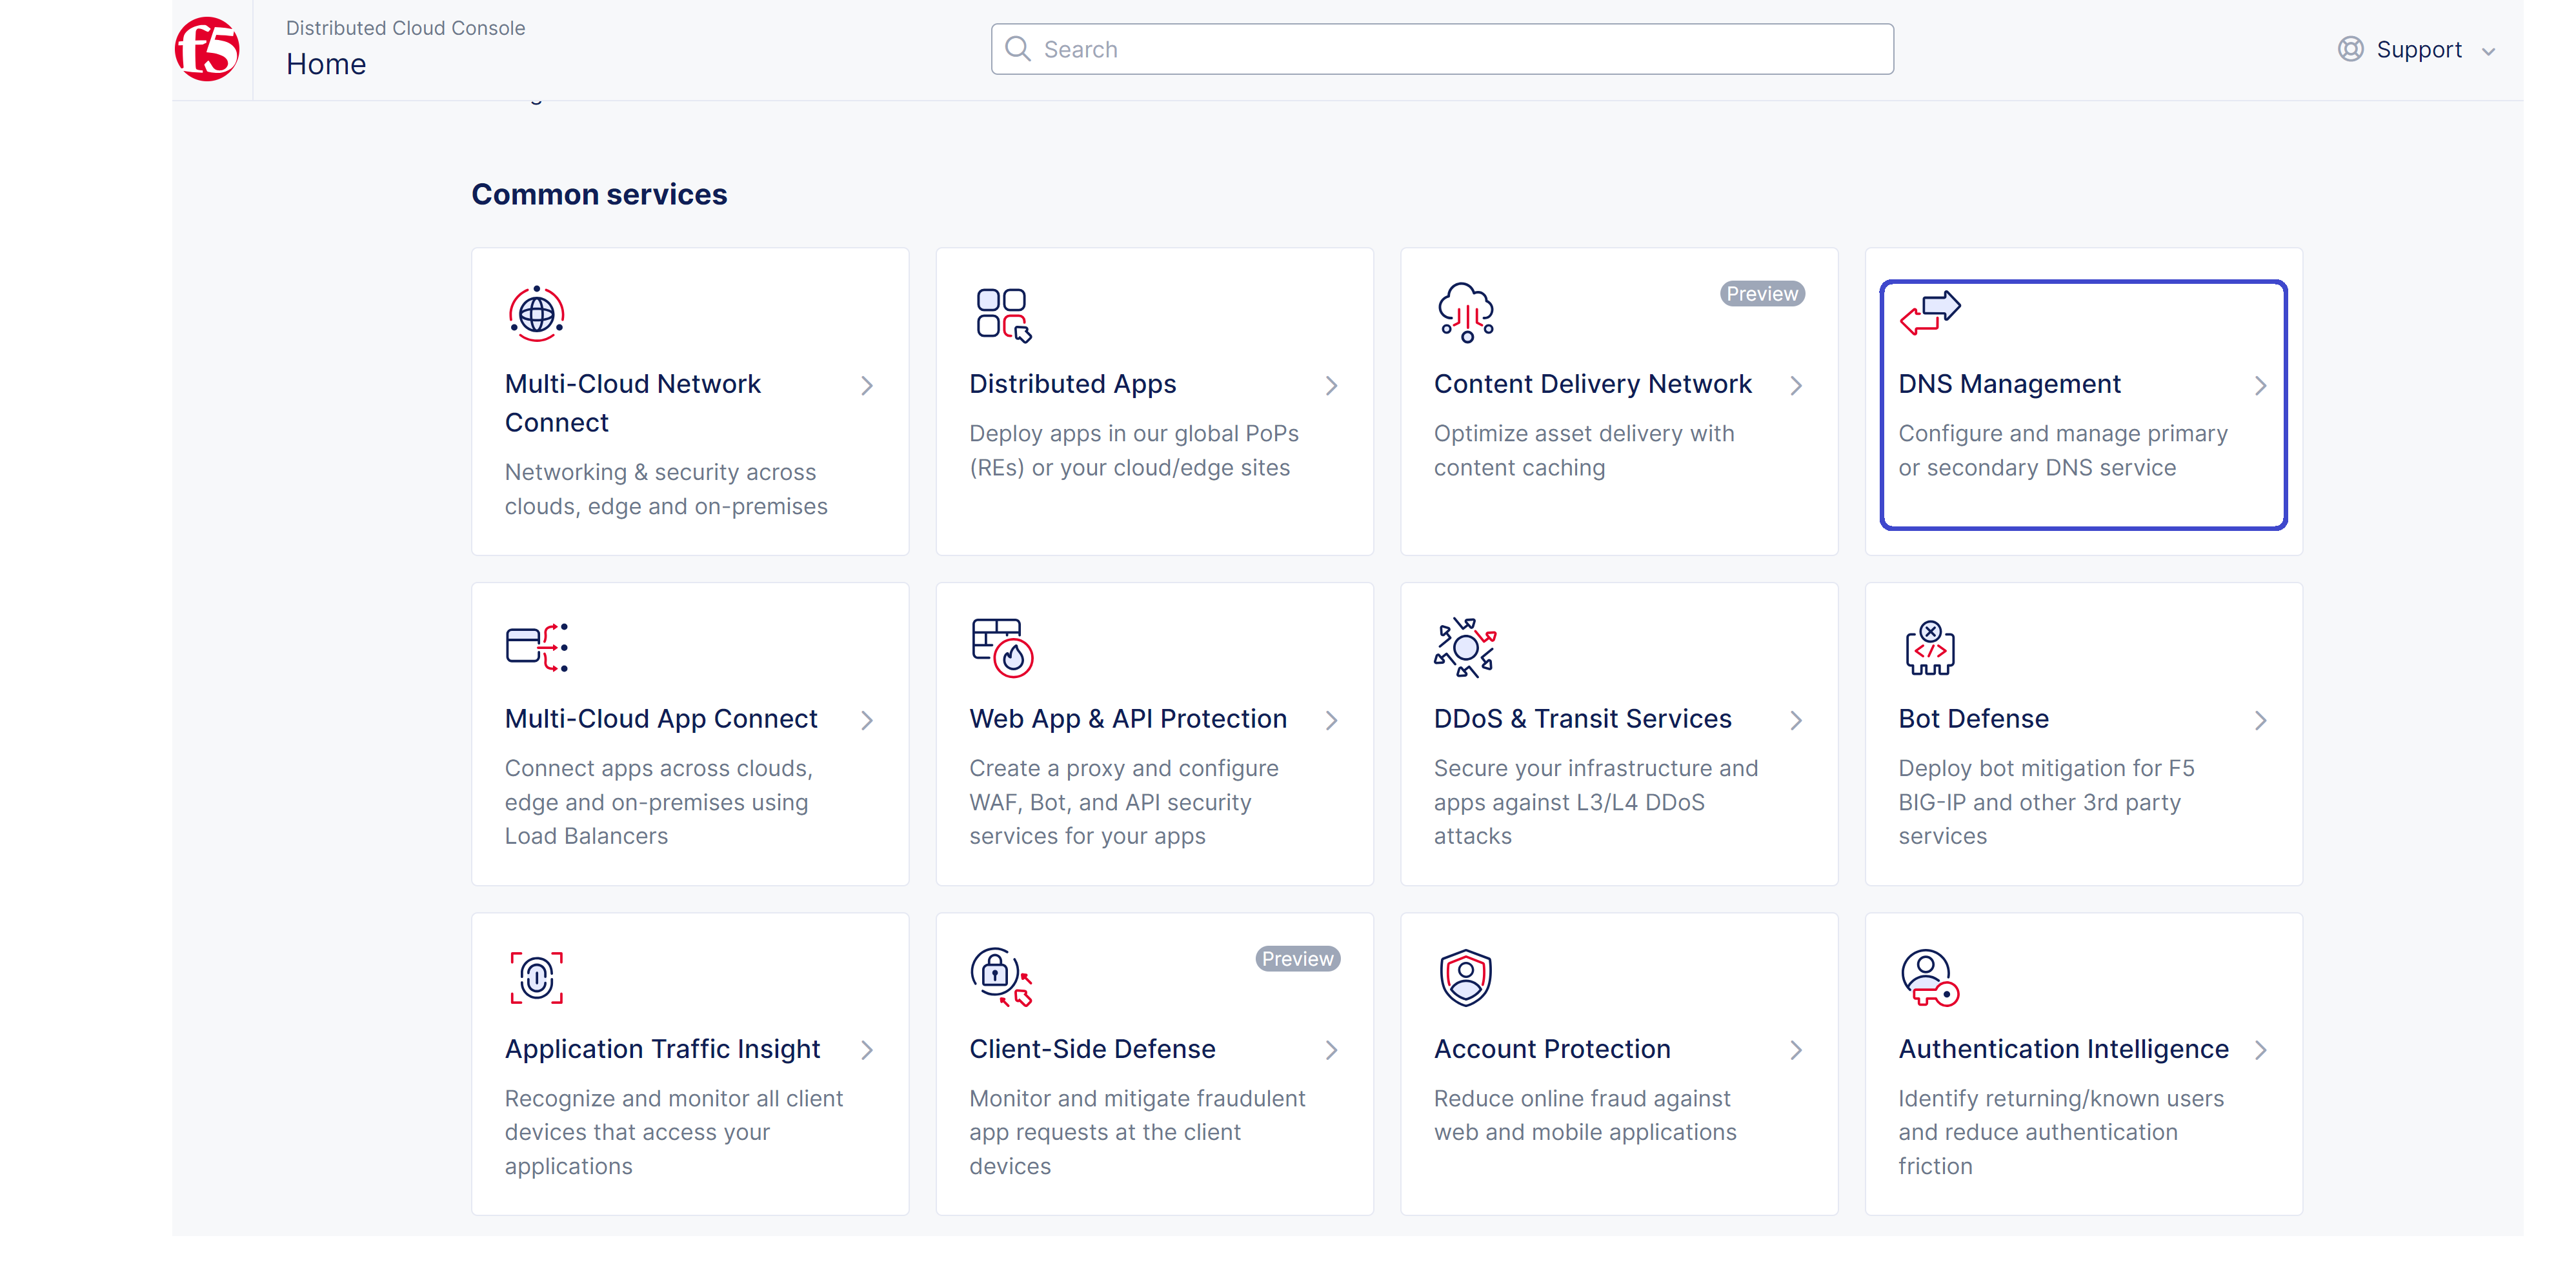 f5
Distributed Cloud Console
Home
Search
Support
Common services
Multi-Cloud Network
Connect
Networking & security across
clouds, edge and on-premises
Distributed Apps
Deploy apps in our global PoPs
(REs) or your cloud/edge sites
Preview
Content Delivery Network
Optimize asset delivery with
content caching
DNS Management
Configure and manage primary
or secondary DNS service
Multi-Cloud App Connect
Connect apps across clouds,
edge and on-premises using
Load Balancers
Web App & API Protection
Create a proxy and configure
WAF, Bot, and API security
services for your apps
DDoS & Transit Services
Secure your infrastructure and
apps against L3/L4 DDoS
attacks
Bot Defense
Deploy bot mitigation for F5
BIG-IP and other 3rd party
services
Application Traffic Insight
Recognize and monitor all client
devices that access your
applications
Preview
Client-Side Defense
Monitor and mitigate fraudulent
app requests at the client
devices
Account Protection
Reduce online fraud against
web and mobile applications
Authentication Intelligence
Identify returning/known users
and reduce authentication
friction